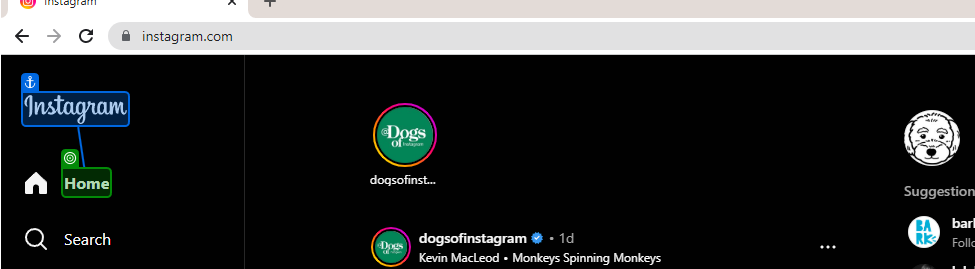 Instagram
instagram.com
Instagram
Home
Search
@Dogs
of Instagram
dogsofinst...
dogsofinstagram • 1d
Kevin MacLeod • Monkeys Spinning Monkeys
Suggestion
BARK
bar
Follo